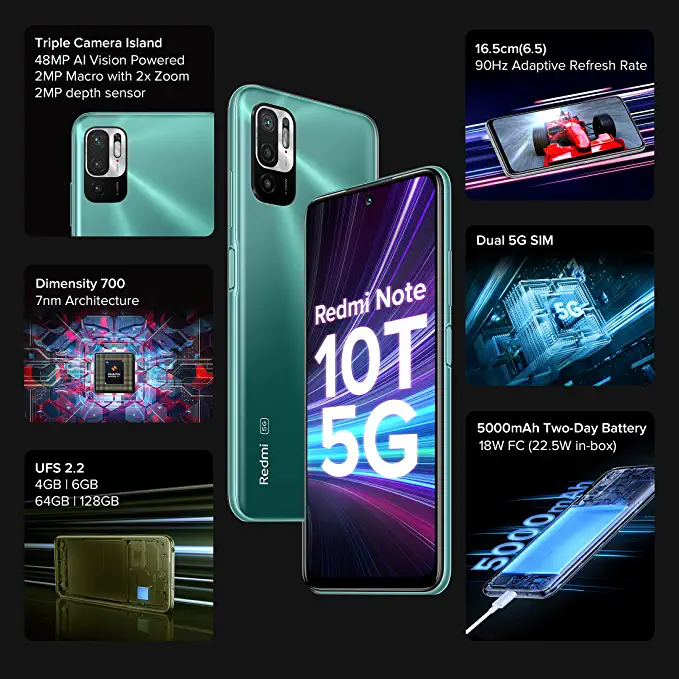 Triple Camera Island
48MP AI Vision Powered
2MP Macro with 2x Zoom
2MP depth sensor
16.5cm(6.5)
90Hz Adaptive Refresh Rate
Dimensity 700
7nm Architecture
Dual 5G SIM
5G
Redmi Note
10T
5G
Redmi 5G
UFS 2.2
4GB | 6GB
64GB | 128GB
5000mAh Two-Day Battery
18W FC (22.5W in-box)
5000mAh